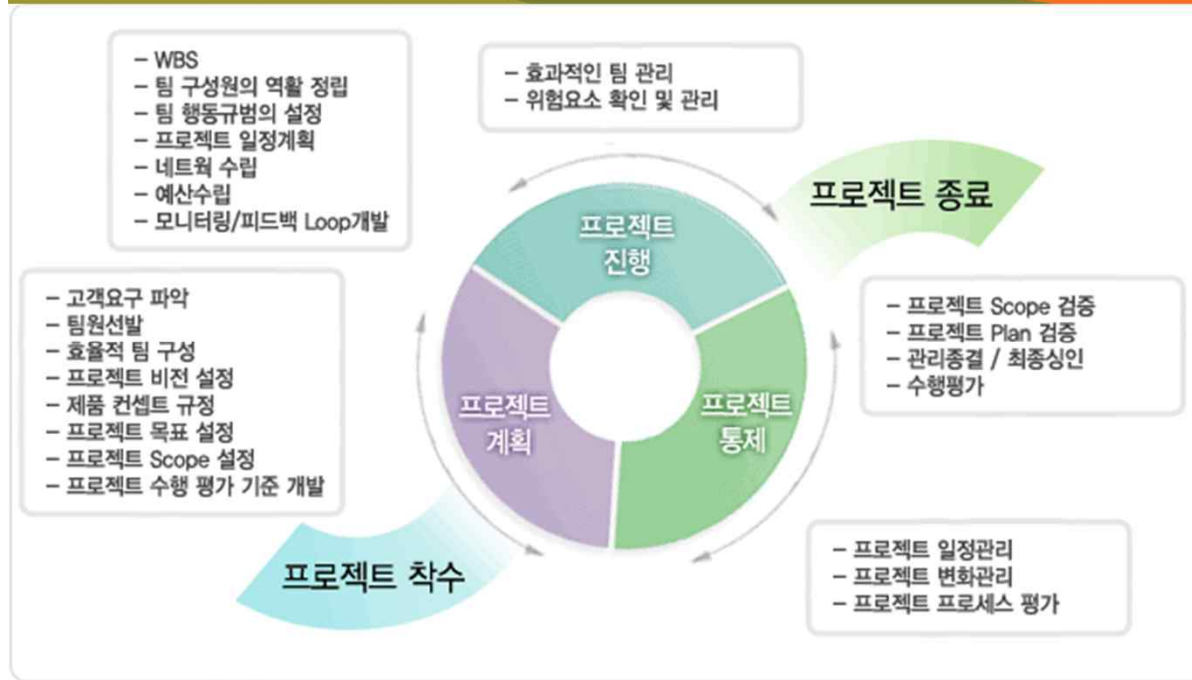 - WBS
- 팀 구성원의 역활 정립
- 팀 행동규범의 설정
- 프로젝트 일정계획
- 네트웍 수립
- 예산수립
- 모니터링/피드백 Loop개발
- 효과적인 팀 관리
- 위험요소 확인 및 관리
프로젝트 종료
프로젝트
진행
- 고객요구 파악
- 팀원선발
- 효율적 팀 구성
- 프로젝트 비전 설정
- 제품 컨셉트 규정
- 프로젝트 목표 설정
- 프로젝트 Scope 설정
- 프로젝트 수행 평가 기준 개발
프로젝트
계획
프로젝트
통제
- 프로젝트 Scope 검증
- 프로젝트 Plan 검증
- 관리종결 / 최종싱인
- 수행평가
프로젝트 착수
- 프로젝트 일정관리
- 프로젝트 변화관리
- 프로젝트 프로세스 평가